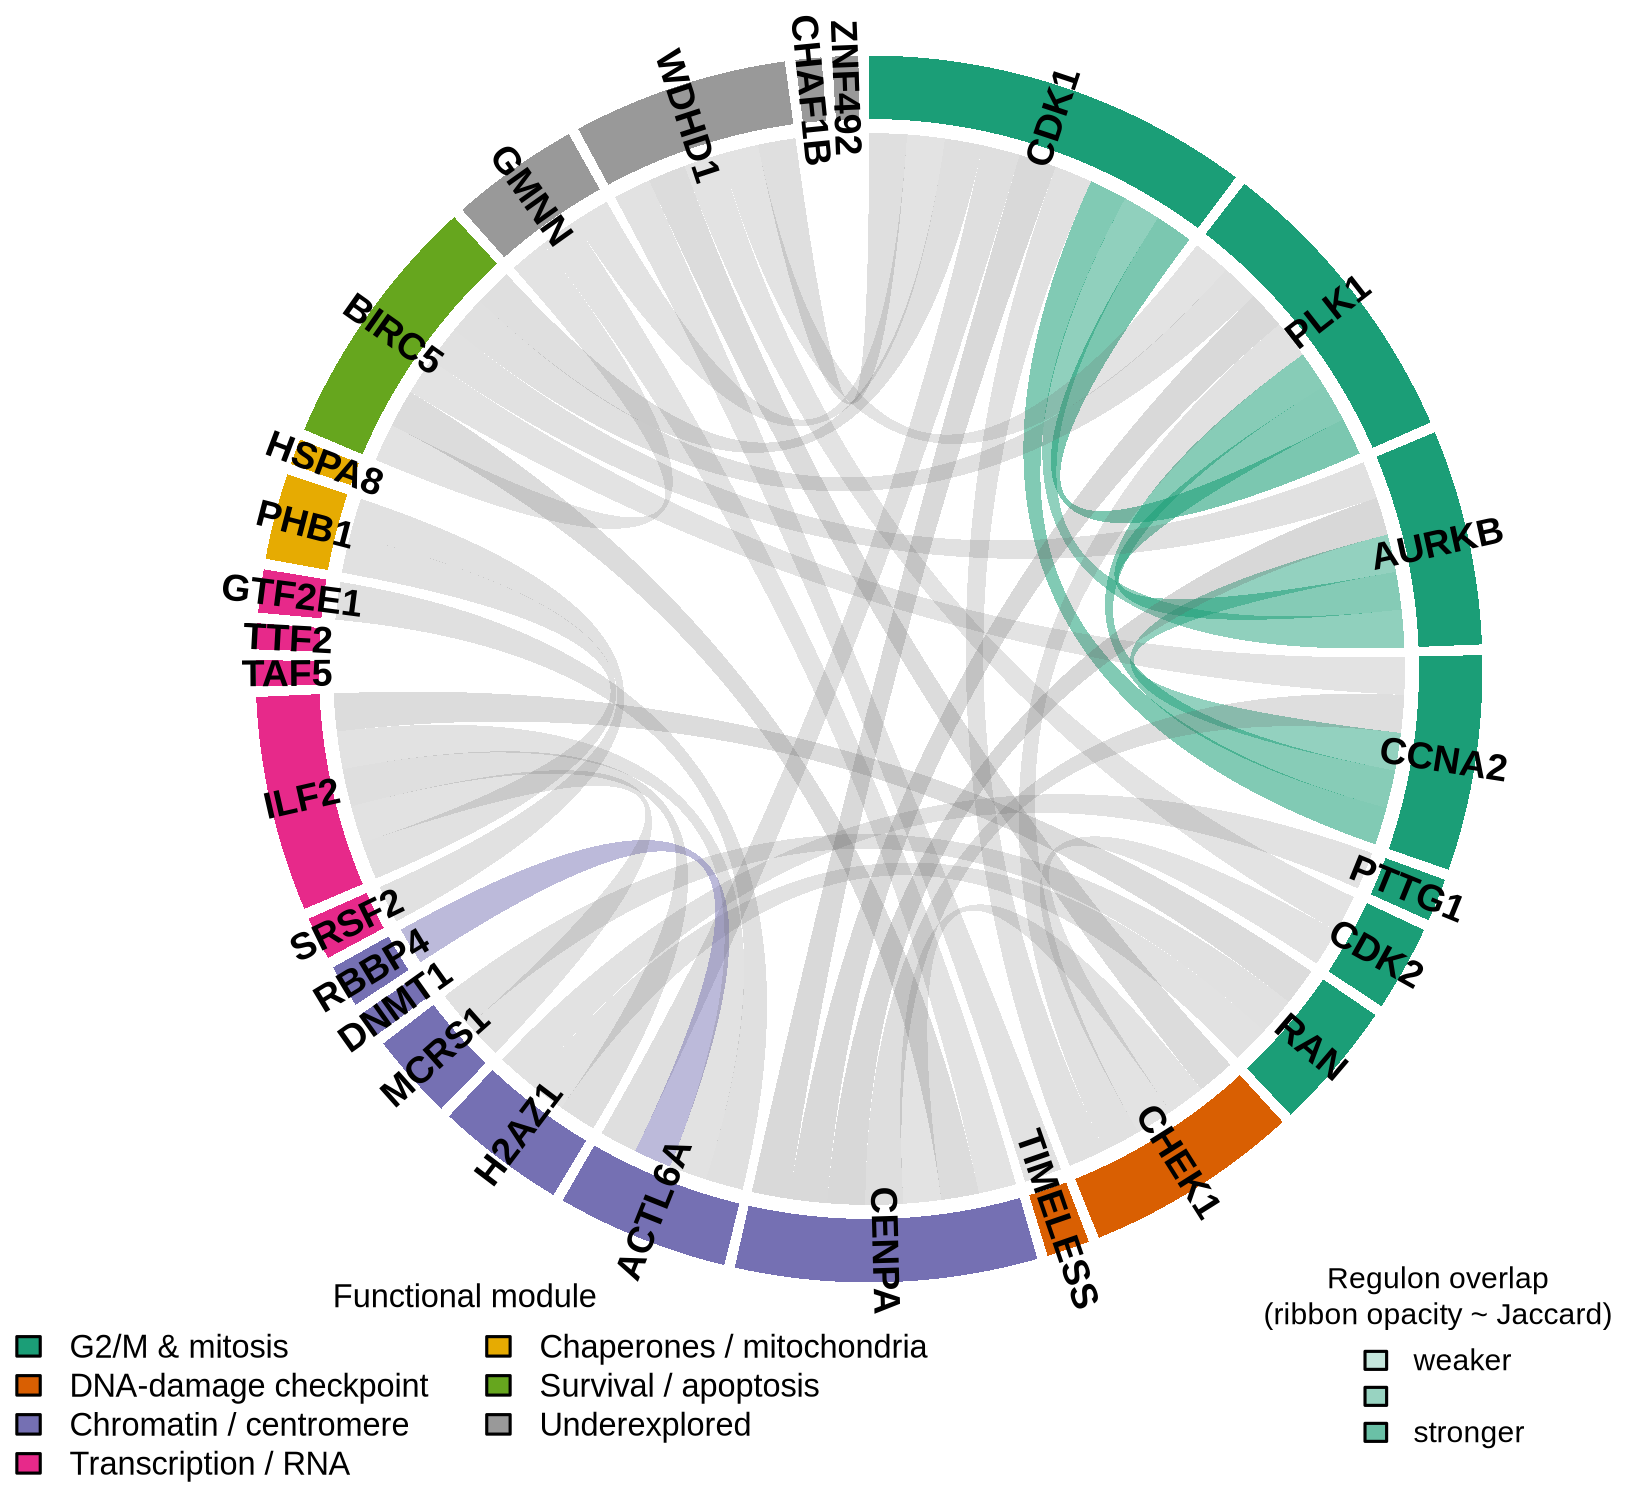 ZNF492
CDK1
PLK1
AURKB
CCNA2
PTTG1
CDK2
RAN
CHEK1
TIMELESS
CENPA
ACTL6A
H2AZ1
MCRS1
DNMT1
RBBP4
SRSF2
ILF2
TAF5
TTF2
GTF2E1
PHB1
HSPA8
BIRC5
GMNN
WDHD1
CHAF1B
Functional module
G2/M & mitosis
DNA-damage checkpoint
Chromatin / centromere
Transcription / RNA
Chaperones / mitochondria
Survival / apoptosis
Underexplored
Regulon overlap
(ribbon opacity ~ Jaccard)
weaker
stronger